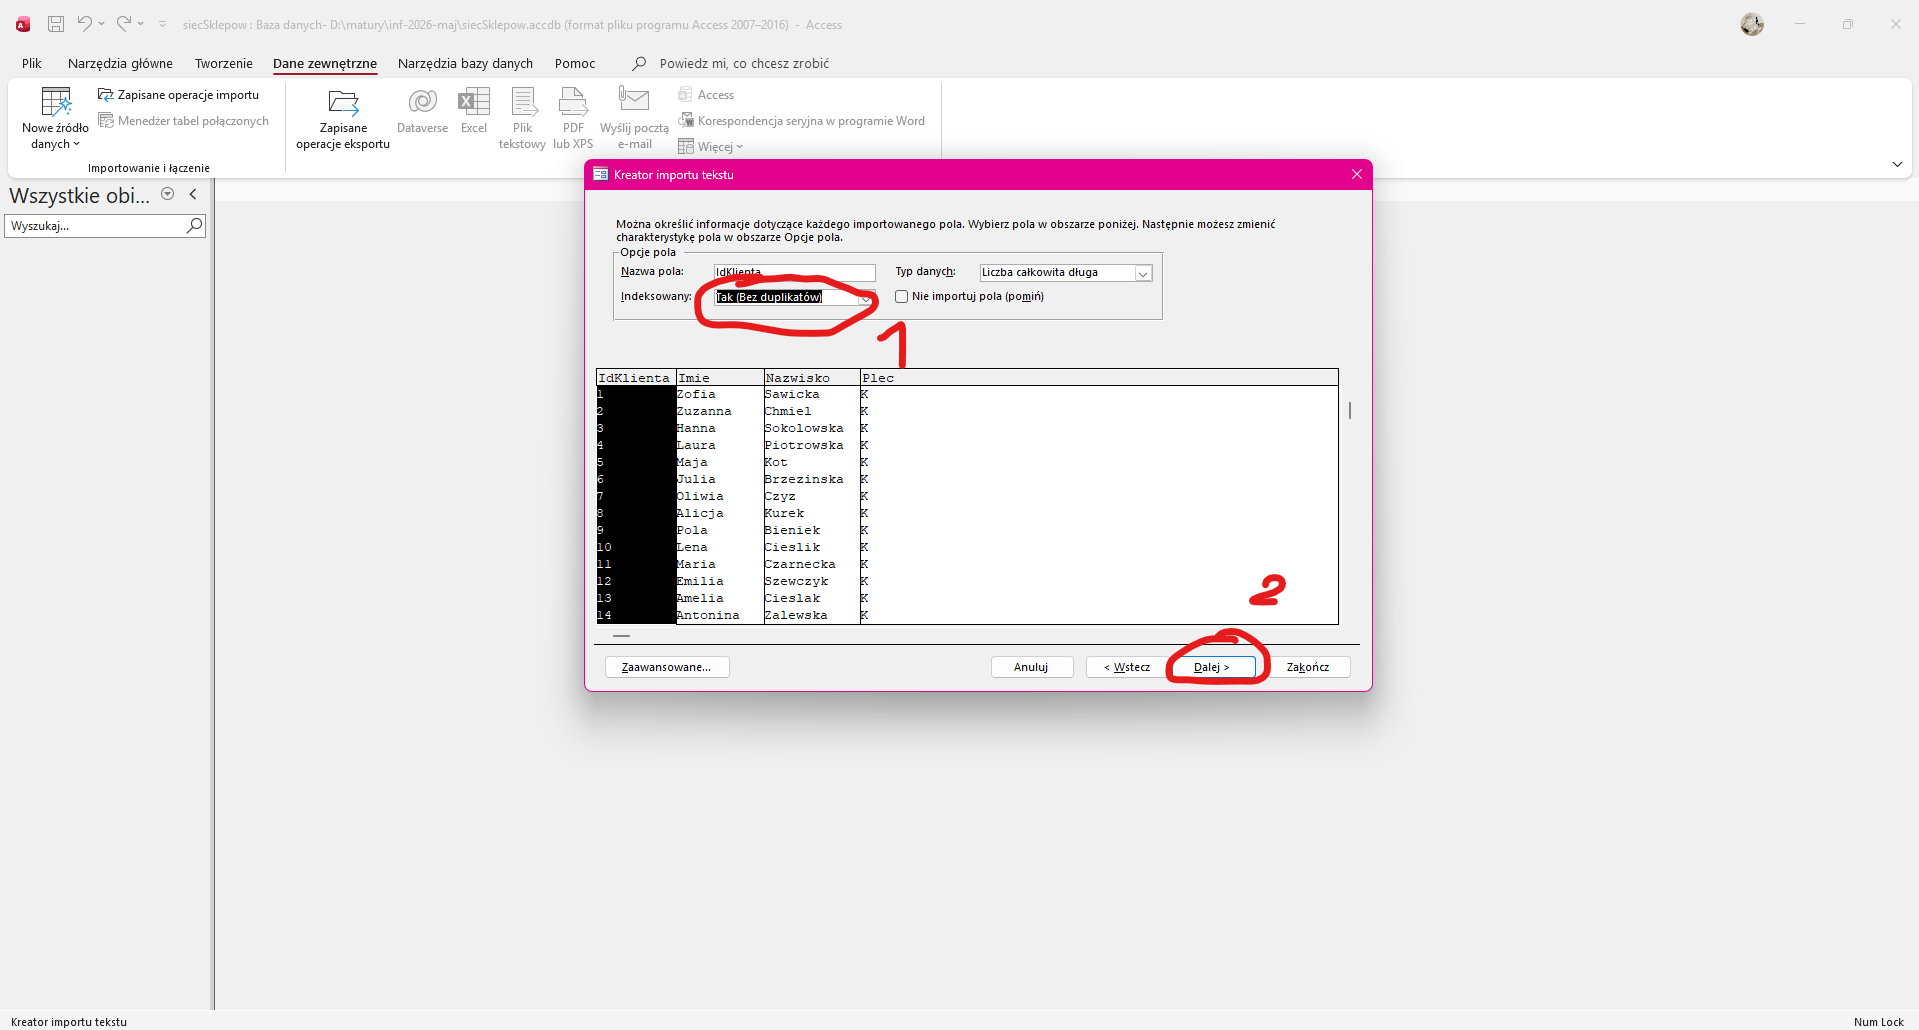 siecSklepow : Baza danych- D:\matury\inf-2026-maj\siecSklepow.accdb (format pliku programu Access 2007–2016) - Access
Plik Narzędzia główne Tworzenie Dane zewnętrzne Narzędzia bazy danych Pomoc Powiedz mi, co chcesz zrobić
Nowe źródło danych
Zapisane operacje importu
Menedżer tabel połączonych
Importowanie i łączenie
Zapisane operacje eksportu
Dataverse
Excel
Plik tekstowy
PDF lub XPS
Wyślij pocztą e-mail
Access
Korespondencja seryjna w programie Word
Więcej
Wszystkie obi...
Wyszukaj...
Kreator importu tekstu
Można określić informacje dotyczące każdego importowanego pola. Wybierz pola w obszarze poniżej. Następnie możesz zmienić
charakterystykę pola w obszarze Opcje pola.
Opcje pola
Nazwa pola: IdKlienta Typ danych: Liczba całkowita długa
Indeksowany: Tak (Bez duplikatów) Nie importuj pola (pomiń)
1
IdKlienta Imie Nazwisko Plec
1 Zofia Sawicka K
2 Zuzanna Chmiel K
3 Hanna Sokolowska K
4 Laura Piotrowska K
5 Maja Kot K
6 Julia Brzezinska K
7 Oliwia Czyz K
8 Alicja Kurek K
9 Pola Bieniek K
10 Lena Cieslik K
11 Maria Czarnecka K
12 Emilia Szewczyk K
13 Amelia Cieslak K
14 Antonina Zalewska K
2
Zaawansowane... Anuluj < Wstecz Dalej > Zakończ
Kreator importu tekstu Num Lock